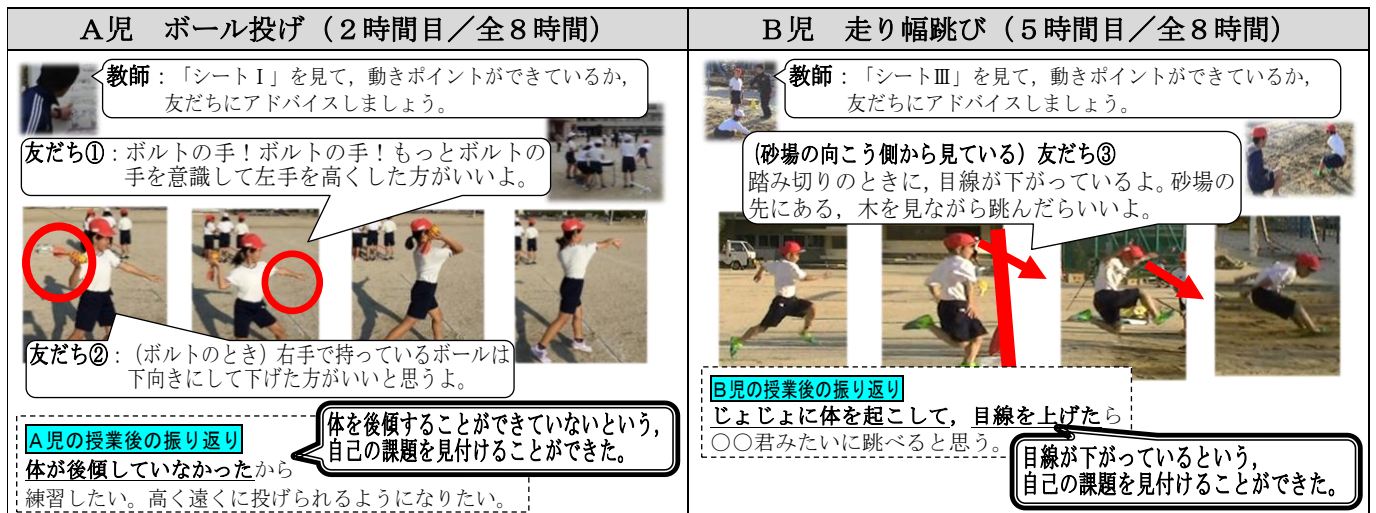 A児　ボール投げ（２時間目／全８時間）
教師：「シートⅠ」を見て，動きポイントができているか，
友だちにアドバイスしましょう。
友だち①：ボルトの手！ボルトの手！もっとボルトの
手を意識して左手を高くした方がいいよ。
友だち②：（ボルトのとき）右手で持っているボールは
下向きにして下げた方がいいと思うよ。
A児の授業後の振り返り
体が後傾していなかったから
練習したい。高く遠くに投げられるようになりたい。
体を後傾することができていないという，
自己の課題を見付けることができた。
B児　走り幅跳び（５時間目／全８時間）
教師：「シートⅢ」を見て，動きポイントができているか，
友だちにアドバイスしましょう。
（砂場の向こう側から見ている）友だち③
踏み切りのときに，目線が下がっているよ。砂場の
先にある，木を見ながら跳んだらいいよ。
B児の授業後の振り返り
じょじょに体を起こして，目線を上げたら
〇〇君みたいに跳べると思う。
目線が下がっているという，
自己の課題を見付けることができた。